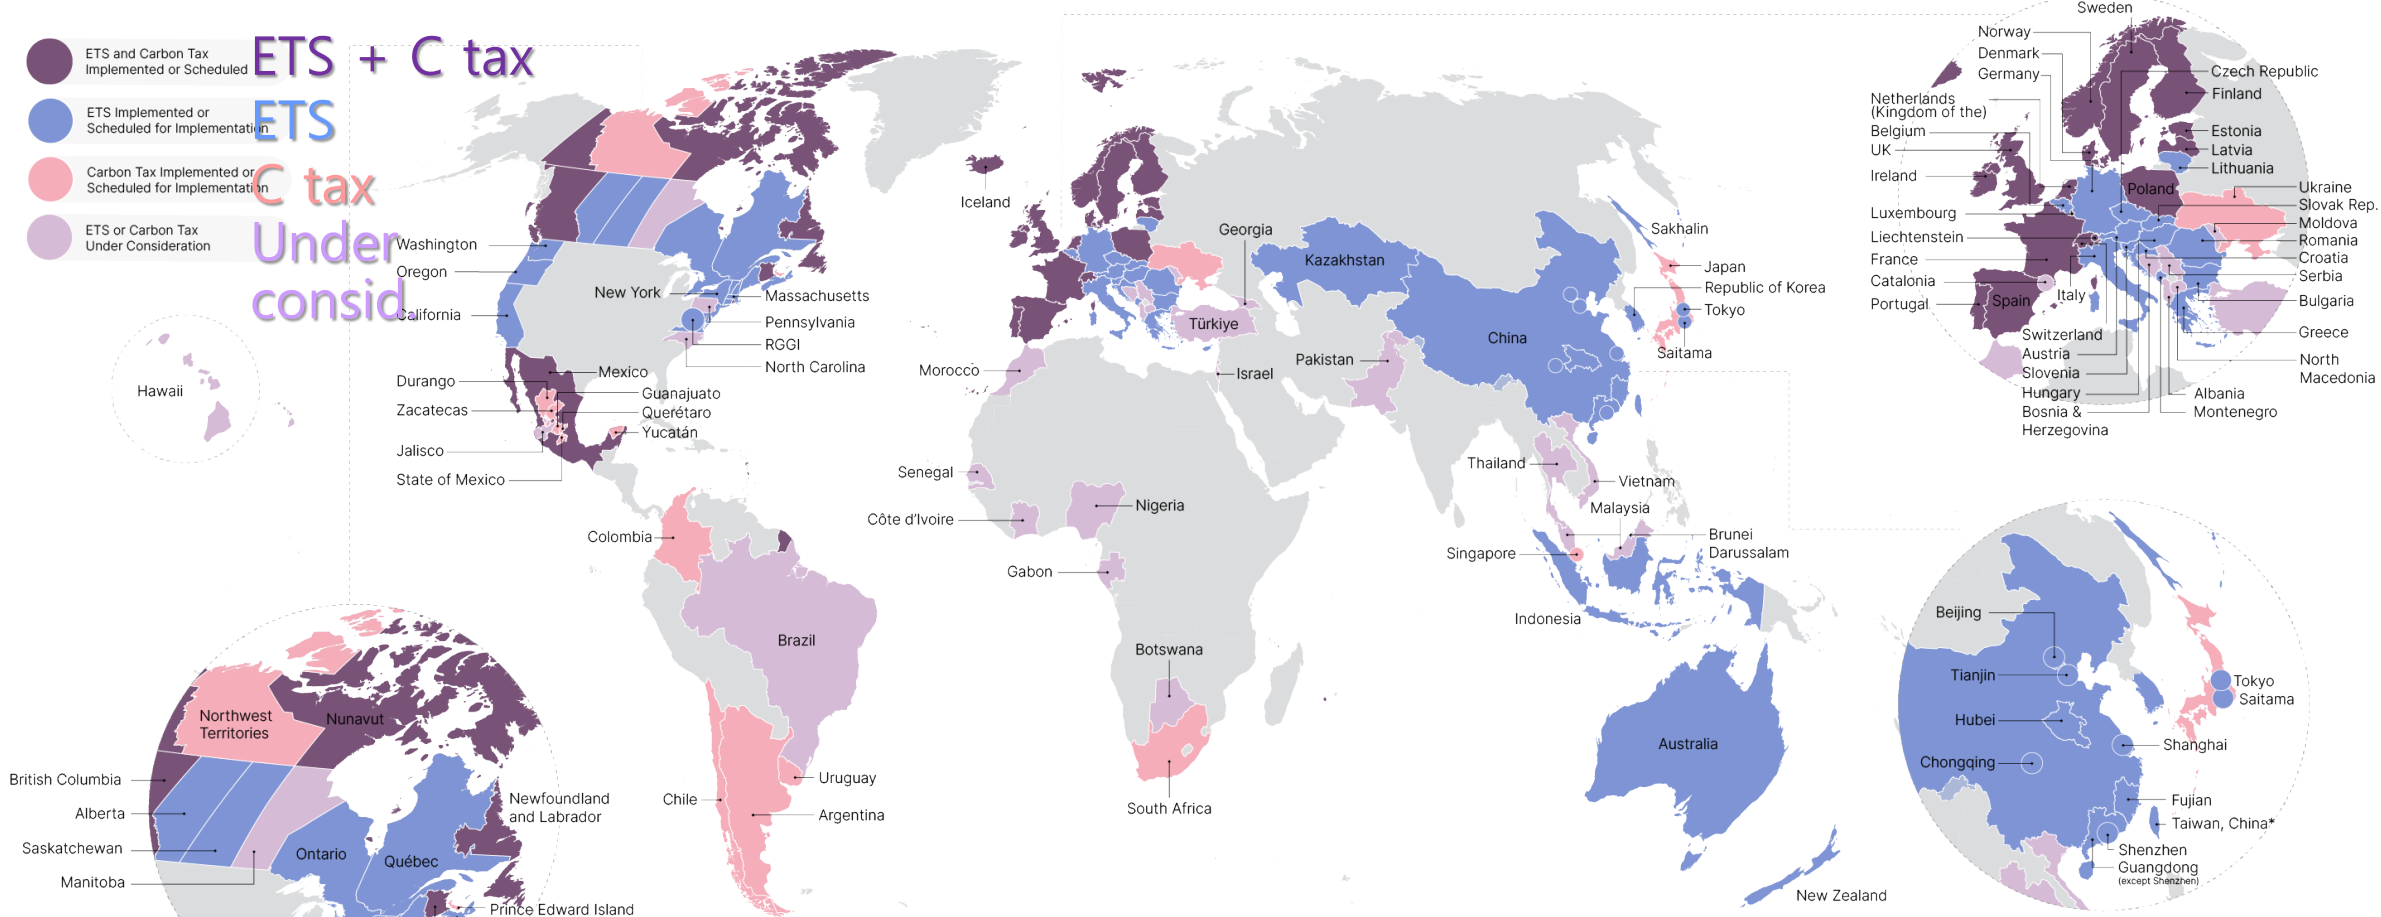 ETS and Carbon Tax
Implemented or Scheduled
ETS + C tax
ETS Implemented or
Scheduled for Implementation
ETS
Carbon Tax Implemented or
Scheduled for Implementation
C tax
ETS or Carbon Tax
Under Consideration
Under
consid.
Washington
Oregon
California
Hawaii
New York
Massachusetts
Pennsylvania
RGGI
North Carolina
Mexico
Durango
Guanajuato
Zacatecas
Querétaro
Yucatán
Jalisco
State of Mexico
Colombia
Brazil
Chile
Uruguay
Argentina
Northwest
Territories
Nunavut
British Columbia
Alberta
Saskatchewan
Manitoba
Ontario
Québec
Newfoundland
and Labrador
Prince Edward Island
Iceland
Georgia
Türkiye
Morocco
Israel
Pakistan
Senegal
Côte d’Ivoire
Nigeria
Gabon
Botswana
South Africa
Kazakhstan
China
Sakhalin
Japan
Republic of Korea
Tokyo
Saitama
Thailand
Vietnam
Malaysia
Singapore
Brunei
Darussalam
Indonesia
Australia
New Zealand
Sweden
Norway
Denmark
Germany
Netherlands
(Kingdom of the)
Belgium
UK
Ireland
Luxembourg
Liechtenstein
France
Catalonia
Portugal
Spain
Italy
Poland
Switzerland
Austria
Slovenia
Hungary
Bosnia &
Herzegovina
Czech Republic
Finland
Estonia
Latvia
Lithuania
Ukraine
Slovak Rep.
Moldova
Romania
Croatia
Serbia
Bulgaria
Greece
North
Macedonia
Albania
Montenegro
Beijing
Tianjin
Hubei
Chongqing
Tokyo
Saitama
Shanghai
Fujian
Taiwan, China*
Shenzhen
Guangdong
(except Shenzhen)